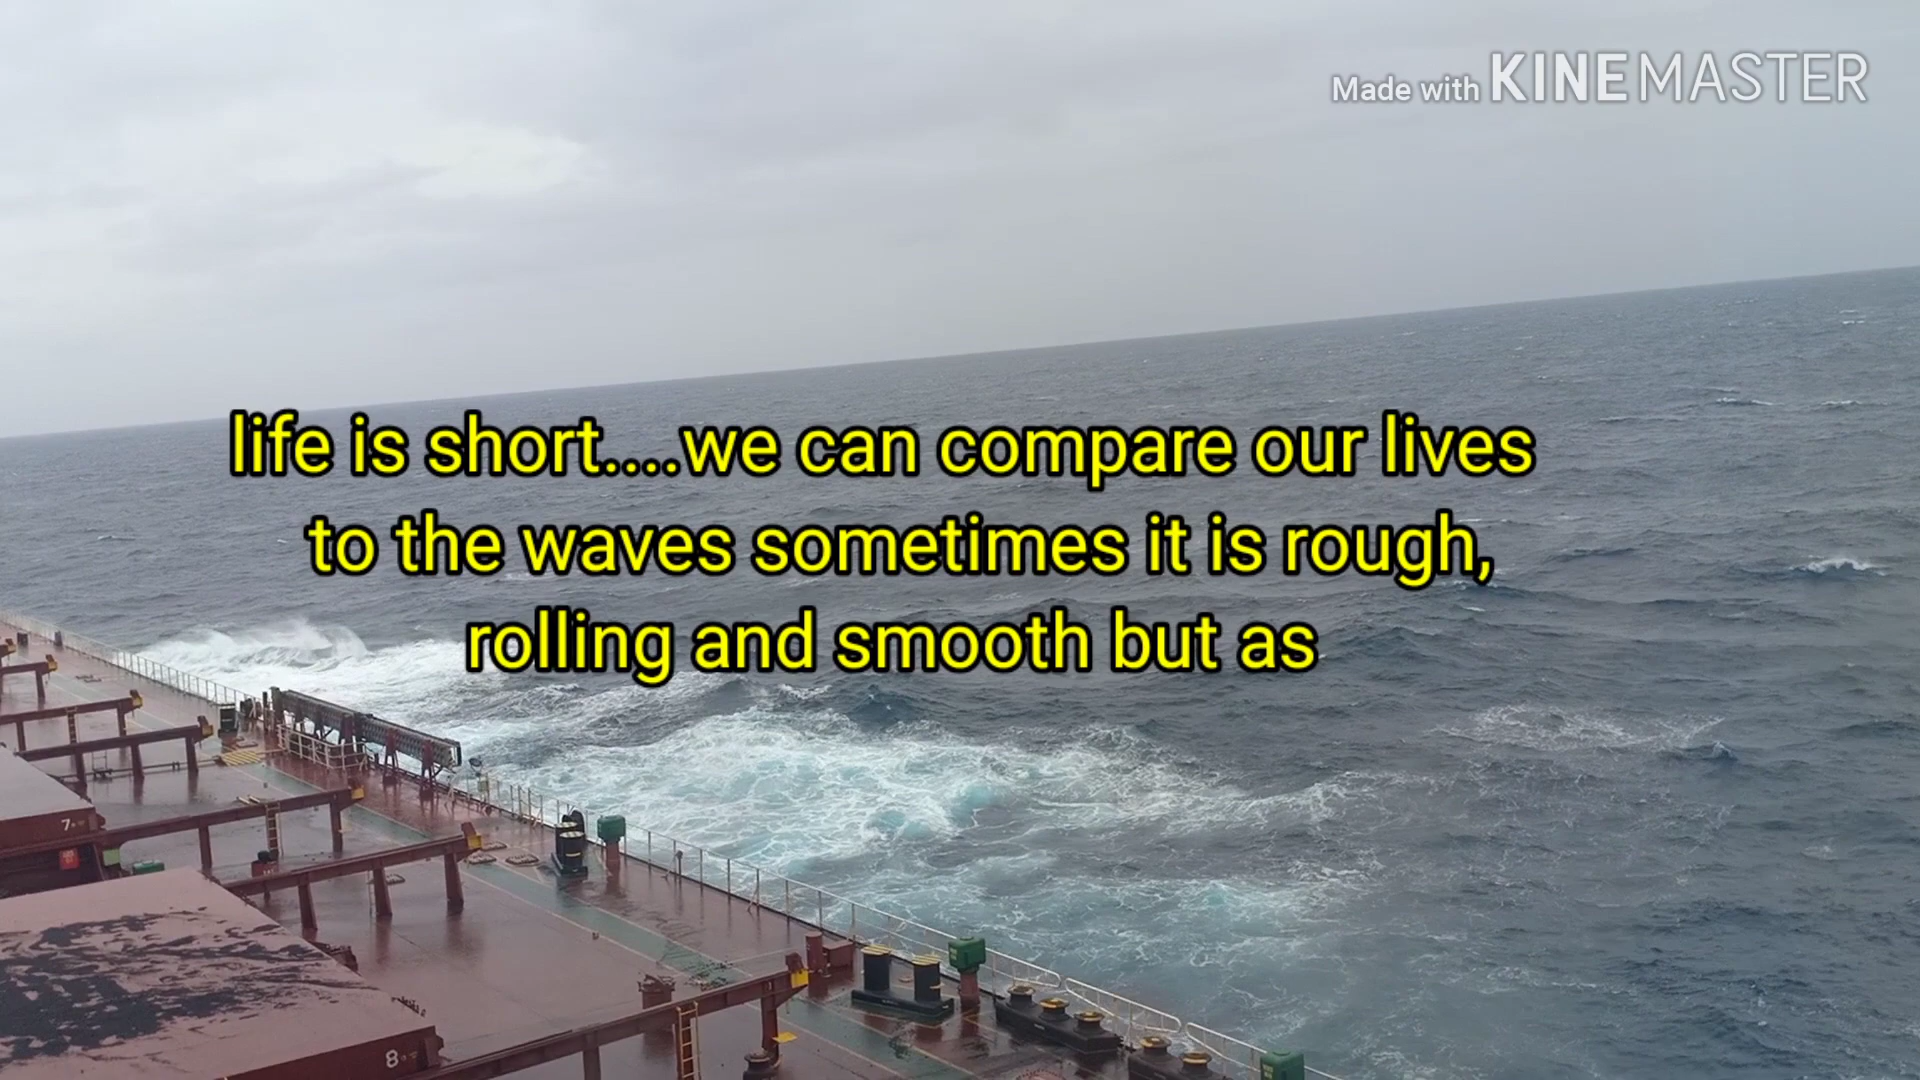 Made with KINEMASTER
life is short....we can compare our lives
to the waves sometimes it is rough,
rolling and smooth but as
7
8